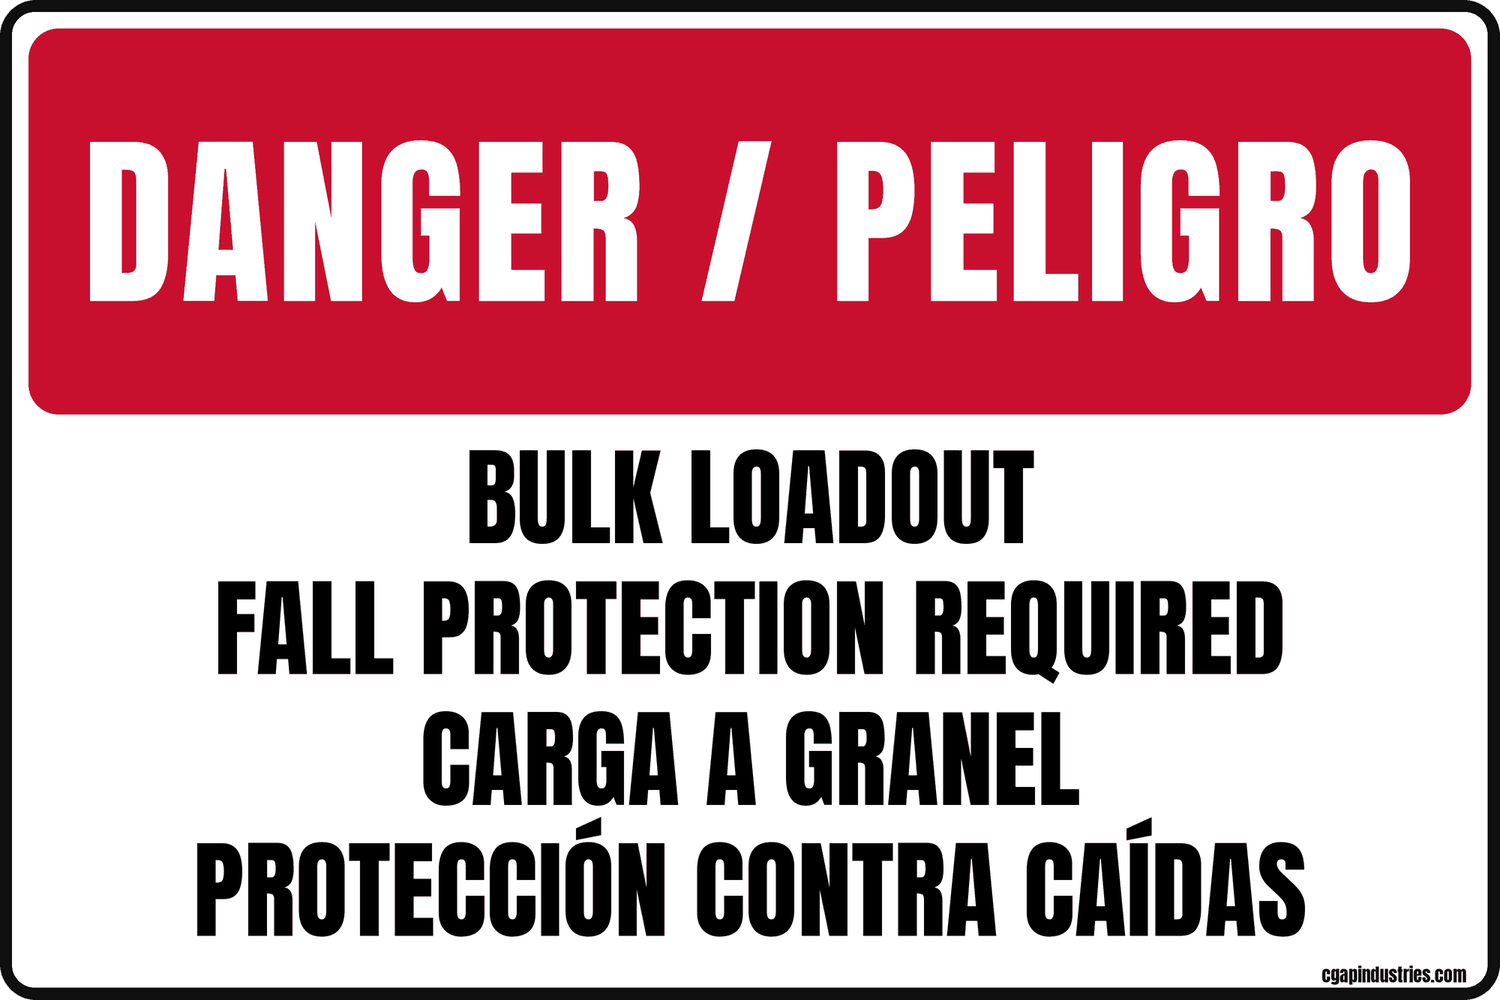 DANGER / PELIGRO
BULK LOADOUT
FALL PROTECTION REQUIRED
CARGA A GRANEL
PROTECCIÓN CONTRA CAÍDAS
cgapindustries.com